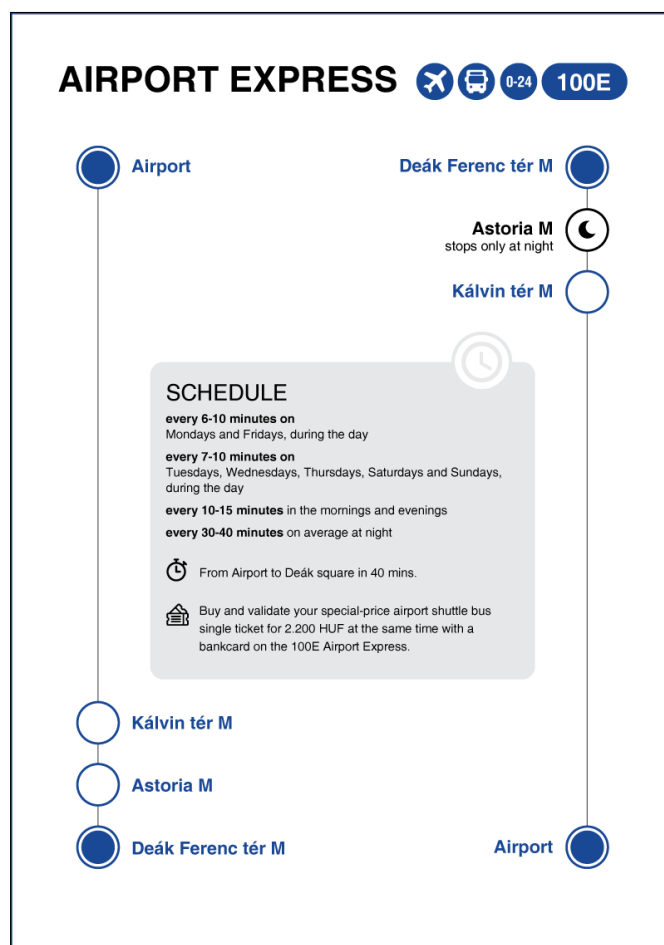 AIRPORT EXPRESS 0-24 100E
Airport
Deák Ferenc tér M
Astoria M
stops only at night
Kálvin tér M
SCHEDULE
every 6-10 minutes on
Mondays and Fridays, during the day
every 7-10 minutes on
Tuesdays, Wednesdays, Thursdays, Saturdays and Sundays,
during the day
every 10-15 minutes in the mornings and evenings
every 30-40 minutes on average at night
From Airport to Deák square in 40 mins.
Buy and validate your special-price airport shuttle bus
single ticket for 2.200 HUF at the same time with a
bankcard on the 100E Airport Express.
Kálvin tér M
Astoria M
Deák Ferenc tér M
Airport